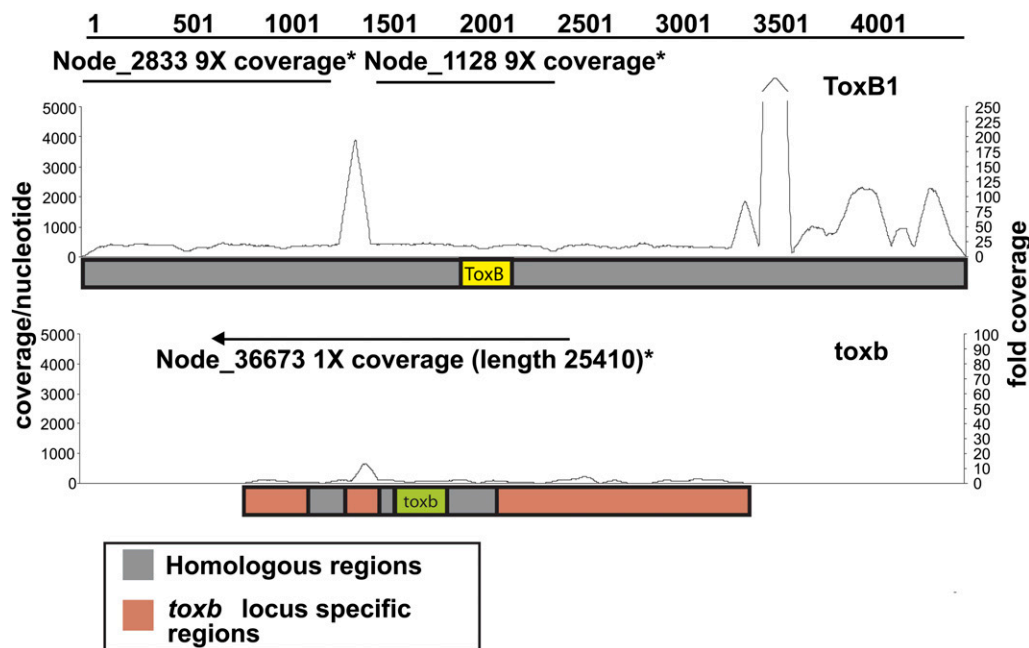 1 501 1001 1501 2001 2501 3001 3501 4001
Node_2833 9X coverage* Node_1128 9X coverage*
ToxB1
5000
4000
3000
2000
1000
0
250
225
200
175
150
125
100
75
50
25
0
ToxB
coverage/nucleotide
fold coverage
Node_36673 1X coverage (length 25410)*
toxb
5000
4000
3000
2000
1000
0
100
90
80
70
60
50
40
30
20
10
0
toxb
Homologous regions
toxb locus specific
regions